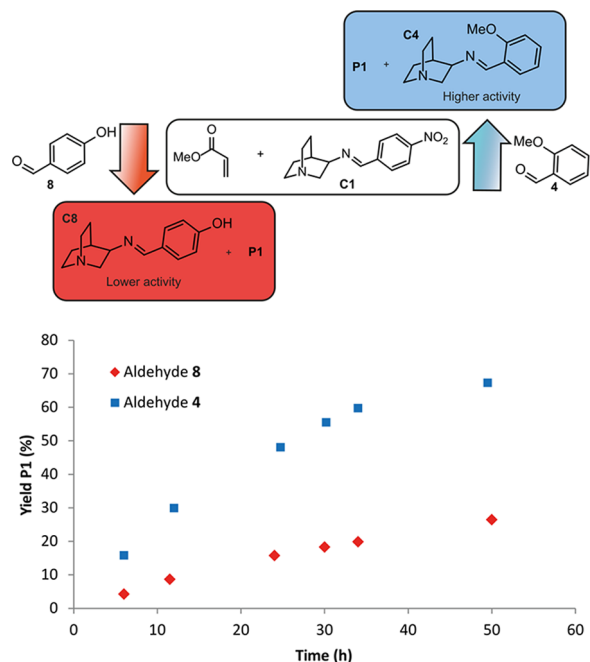 MeO
C4
P1 + N N
Higher activity
OH
O
8
O
MeO + N N NO2
C1
MeO
O
4
C8
N N OH
+ P1
Lower activity
80
70
60
50
40
30
20
10
0
Yield P1 (%)
Aldehyde 8
Aldehyde 4
0 10 20 30 40 50 60
Time (h)